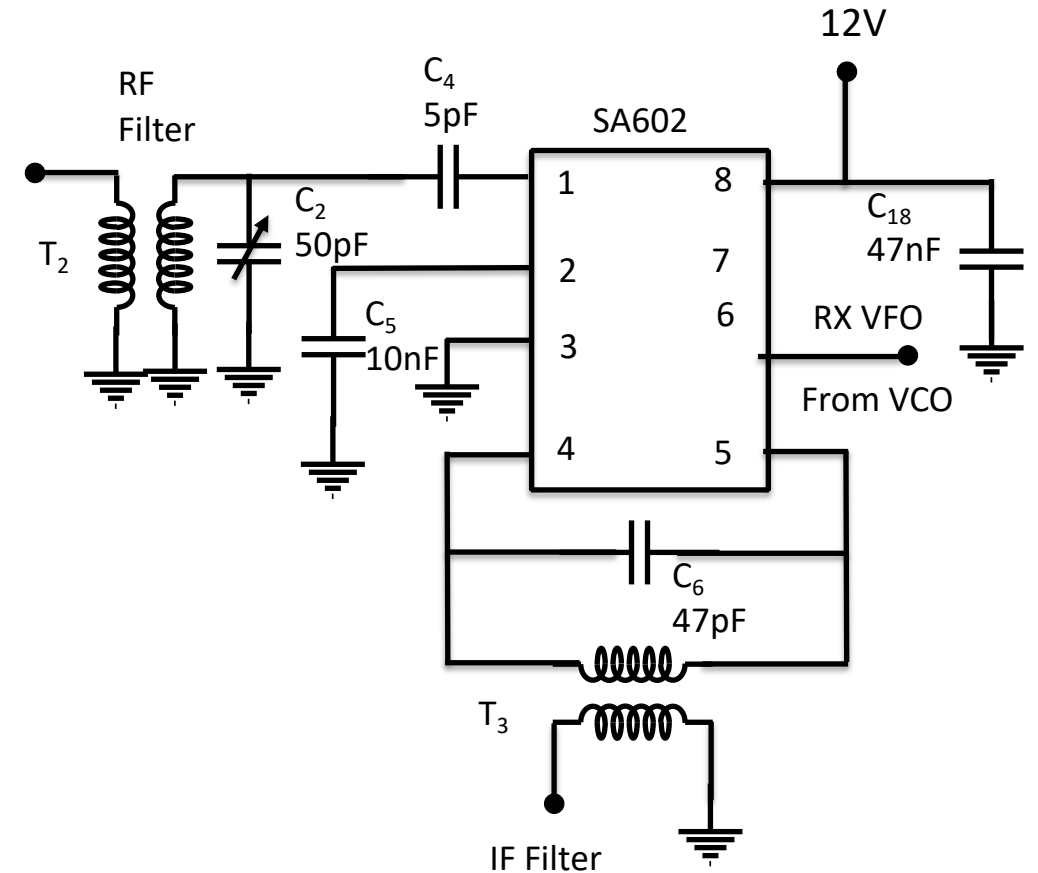 12V
RF
Filter
C₄
5pF
SA602
1
8
C₂
50pF
C₁₈
47nF
T₂
2
7
C₅
10nF
3
6
RX VFO
From VCO
4
5
C₆
47pF
T₃
IF Filter